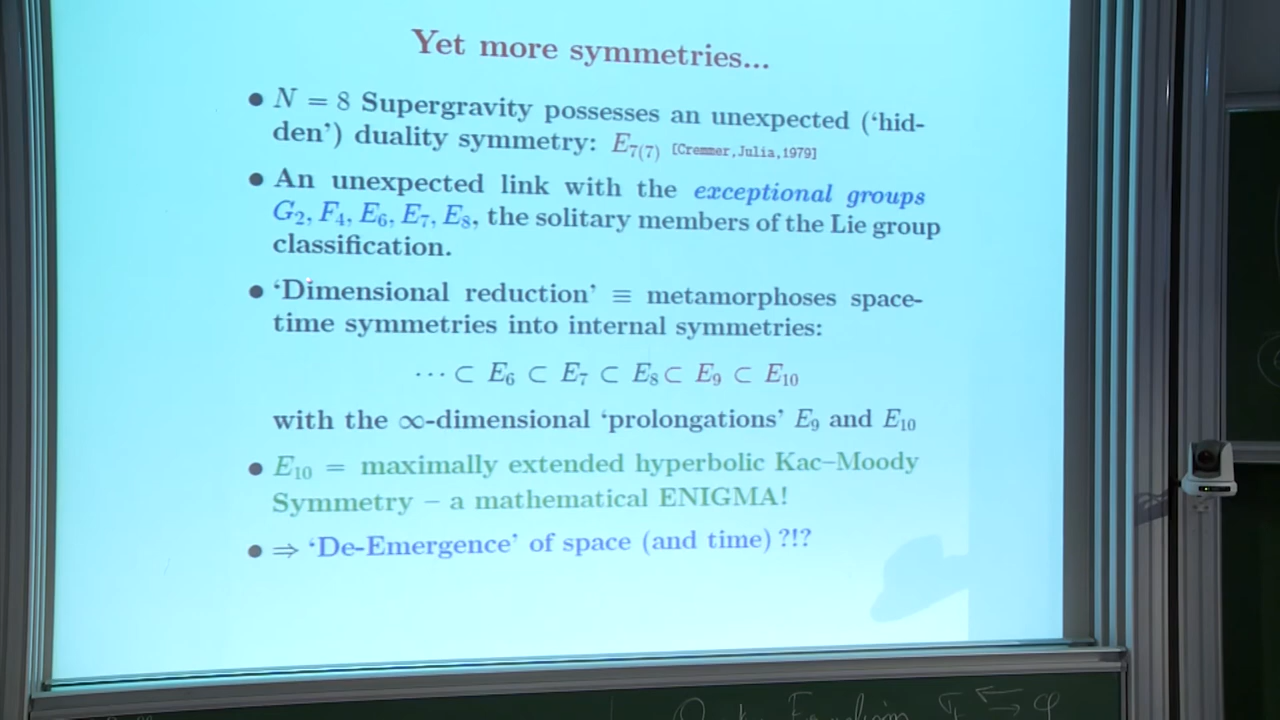 Yet more symmetries...
● N = 8 Supergravity possesses an unexpected (‘hid-
den’) duality symmetry: E₇₍₇₎ [Cremmer,Julia,1979]
● An unexpected link with the exceptional groups
G₂, F₄, E₆, E₇, E₈, the solitary members of the Lie group
classification.
● ‘Dimensional reduction’ ≡ metamorphoses space-
time symmetries into internal symmetries:
⋯ ⊂ E₆ ⊂ E₇ ⊂ E₈ ⊂ E₉ ⊂ E₁₀
with the ∞-dimensional ‘prolongations’ E₉ and E₁₀
● E₁₀ = maximally extended hyperbolic Kac–Moody
Symmetry – a mathematical ENIGMA!
● ⇒ ‘De-Emergence’ of space (and time) ?!?